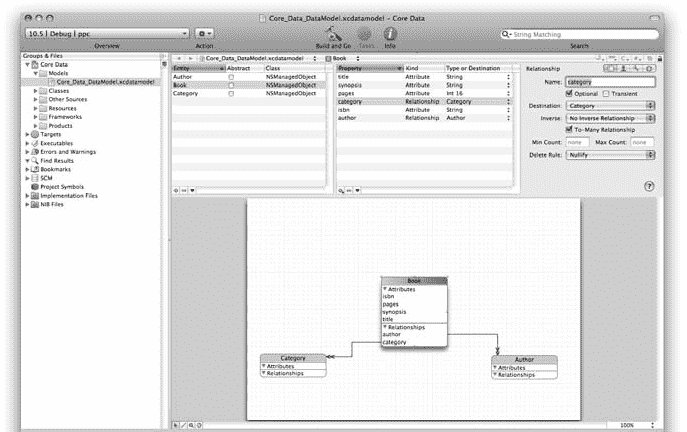 Core_Data_DataModel.xcdatamodel - Core Data
10.5 | Debug | ppc
String Matching
Overview
Action
Build and Go
Tasks
Info
Search
Groups & Files
Core Data
Models
Core_Data_DataModel.xcdatamodel
Classes
Other Sources
Resources
Frameworks
Products
Targets
Executables
Errors and Warnings
Find Results
Bookmarks
SCM
Project Symbols
Implementation Files
NIB Files
Core_Data_DataModel.xcdatamodel
Book
Entity Abstract Class
Author NSManagedObject
Book NSManagedObject
Category NSManagedObject
Property Kind Type or Destination
title Attribute String
synopsis Attribute String
pages Attribute Int 16
category Relationship Category
isbn Attribute String
author Relationship Author
Relationship
Name: category
Optional Transient
Destination: Category
Inverse: No Inverse Relationship
To-Many Relationship
Min Count: none Max Count: none
Delete Rule: Nullify
?
Book
Attributes
isbn
pages
synopsis
title
Relationships
author
category
Category
Attributes
Relationships
Author
Attributes
Relationships
100%